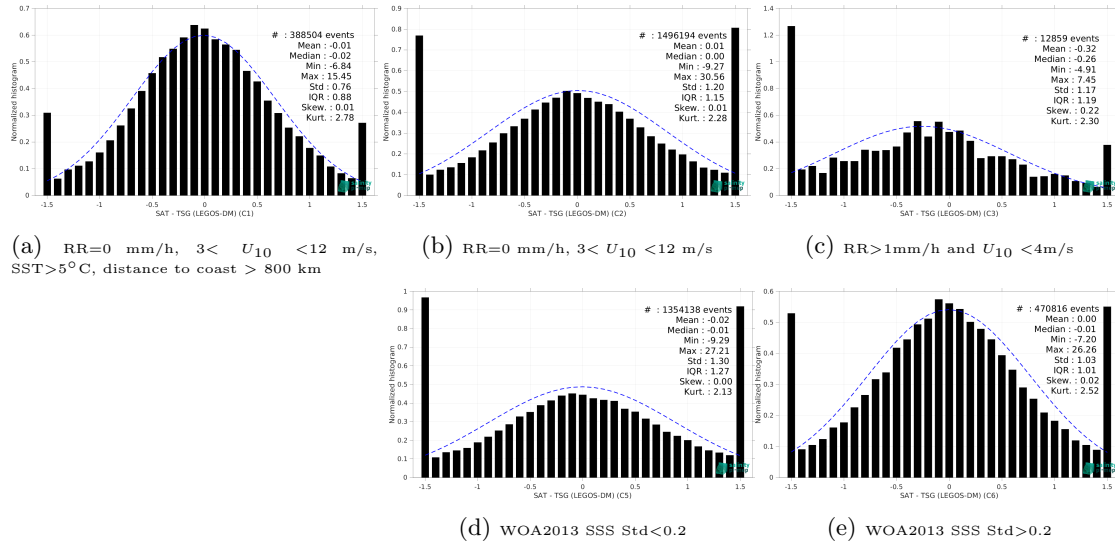 0.7
0.6
0.5
0.4
0.3
0.2
0.1
0
Normalized histogram
# : 388504 events
Mean : -0.01
Median : -0.02
Min : -6.84
Max : 15.45
Std : 0.76
IQR : 0.88
Skew. : 0.01
Kurt. : 2.78
-1.5 -1 -0.5 0 0.5 1 1.5
SAT - TSG (LEGOS-DM) (C1)
(a) RR=0 mm/h, 3< U10 <12 m/s,
SST>5°C, distance to coast > 800 km
0.9
0.8
0.7
0.6
0.5
0.4
0.3
0.2
0.1
0
Normalized histogram
# : 1496194 events
Mean : 0.01
Median : 0.00
Min : -9.27
Max : 30.56
Std : 1.20
IQR : 1.15
Skew. : 0.01
Kurt. : 2.28
-1.5 -1 -0.5 0 0.5 1 1.5
SAT - TSG (LEGOS-DM) (C2)
(b) RR=0 mm/h, 3< U10 <12 m/s
1.4
1.2
1
0.8
0.6
0.4
0.2
0
Normalized histogram
# : 12859 events
Mean : -0.32
Median : -0.26
Min : -4.91
Max : 7.45
Std : 1.17
IQR : 1.19
Skew. : 0.22
Kurt. : 2.30
-1.5 -1 -0.5 0 0.5 1 1.5
SAT - TSG (LEGOS-DM) (C3)
(c) RR>1mm/h and U10 <4m/s
1
0.9
0.8
0.7
0.6
0.5
0.4
0.3
0.2
0.1
0
Normalized histogram
# : 1354138 events
Mean : -0.02
Median : -0.01
Min : -9.29
Max : 27.21
Std : 1.30
IQR : 1.27
Skew. : 0.00
Kurt. : 2.13
-1.5 -1 -0.5 0 0.5 1 1.5
SAT - TSG (LEGOS-DM) (C5)
(d) WOA2013 SSS Std<0.2
0.6
0.5
0.4
0.3
0.2
0.1
0
Normalized histogram
# : 470816 events
Mean : 0.00
Median : -0.01
Min : -7.20
Max : 26.26
Std : 1.03
IQR : 1.01
Skew. : 0.02
Kurt. : 2.52
-1.5 -1 -0.5 0 0.5 1 1.5
SAT - TSG (LEGOS-DM) (C6)
(e) WOA2013 SSS Std>0.2